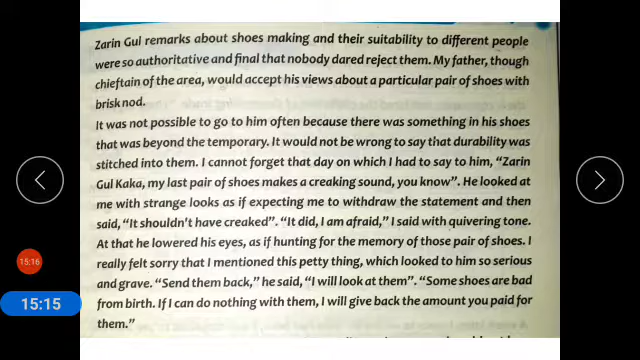 Zarin Gul remarks about shoes making and their suitability to different people
were so authoritative and final that nobody dared reject them. My father, though
chieftain of the area, would accept his views about a particular pair of shoes with
brisk nod.
It was not possible to go to him often because there was something in his shoes
that was beyond the temporary. It would not be wrong to say that durability was
stitched into them. I cannot forget that day on which I had to say to him, “Zarin
Gul Kaka, my last pair of shoes makes a creaking sound, you know”. He looked at
me with strange looks as if expecting me to withdraw the statement and then
said, “It shouldn't have creaked”. “It did, I am afraid,” I said with quivering tone.
At that he lowered his eyes, as if hunting for the memory of those pair of shoes. I
really felt sorry that I mentioned this petty thing, which looked to him so serious
and grave. “Send them back,” he said, “I will look at them”. “Some shoes are bad
from birth. If I can do nothing with them, I will give back the amount you paid for
them.”
15:16
15:15